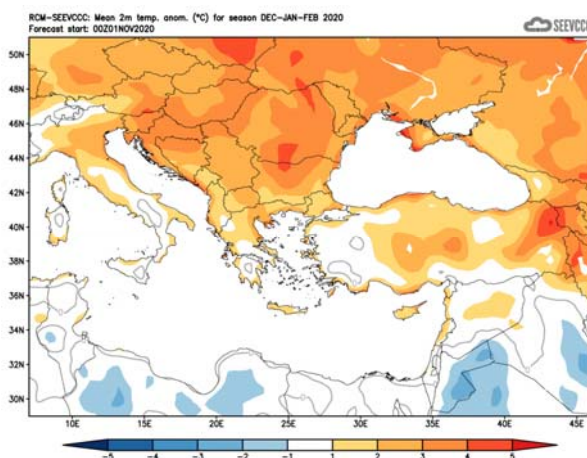 RCM-SEEVCCC: Mean 2m temp. anom. (°C) for season DEC-JAN-FEB 2020
Forecast start: 00Z01NOV2020
SEEVCCC
50N
48N
46N
44N
42N
40N
38N
36N
34N
32N
30N
10E 15E 20E 25E 30E 35E 40E 45E
-5 -4 -3 -2 -1 1 2 3 4 5